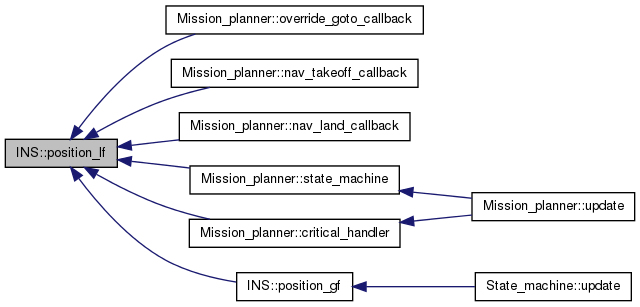 Mission_planner::override_goto_callback
Mission_planner::nav_takeoff_callback
Mission_planner::nav_land_callback
INS::position_lf
Mission_planner::state_machine
Mission_planner::update
Mission_planner::critical_handler
INS::position_gf
State_machine::update